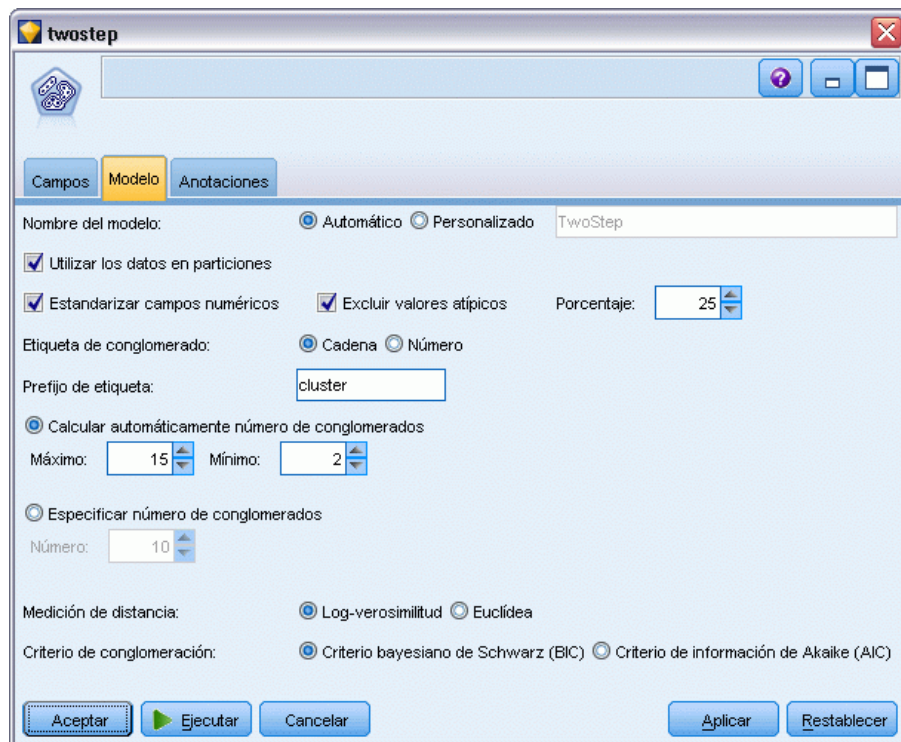 twostep
Campos Modelo Anotaciones
Nombre del modelo: Automático Personalizado TwoStep
Utilizar los datos en particiones
Estandarizar campos numéricos Excluir valores atípicos Porcentaje: 25
Etiqueta de conglomerado: Cadena Número
Prefijo de etiqueta: cluster
Calcular automáticamente número de conglomerados
Máximo: 15 Mínimo: 2
Especificar número de conglomerados
Número: 10
Medición de distancia: Log-verosimilitud Euclídea
Criterio de conglomeración: Criterio bayesiano de Schwarz (BIC) Criterio de información de Akaike (AIC)
Aceptar Ejecutar Cancelar Aplicar Restablecer